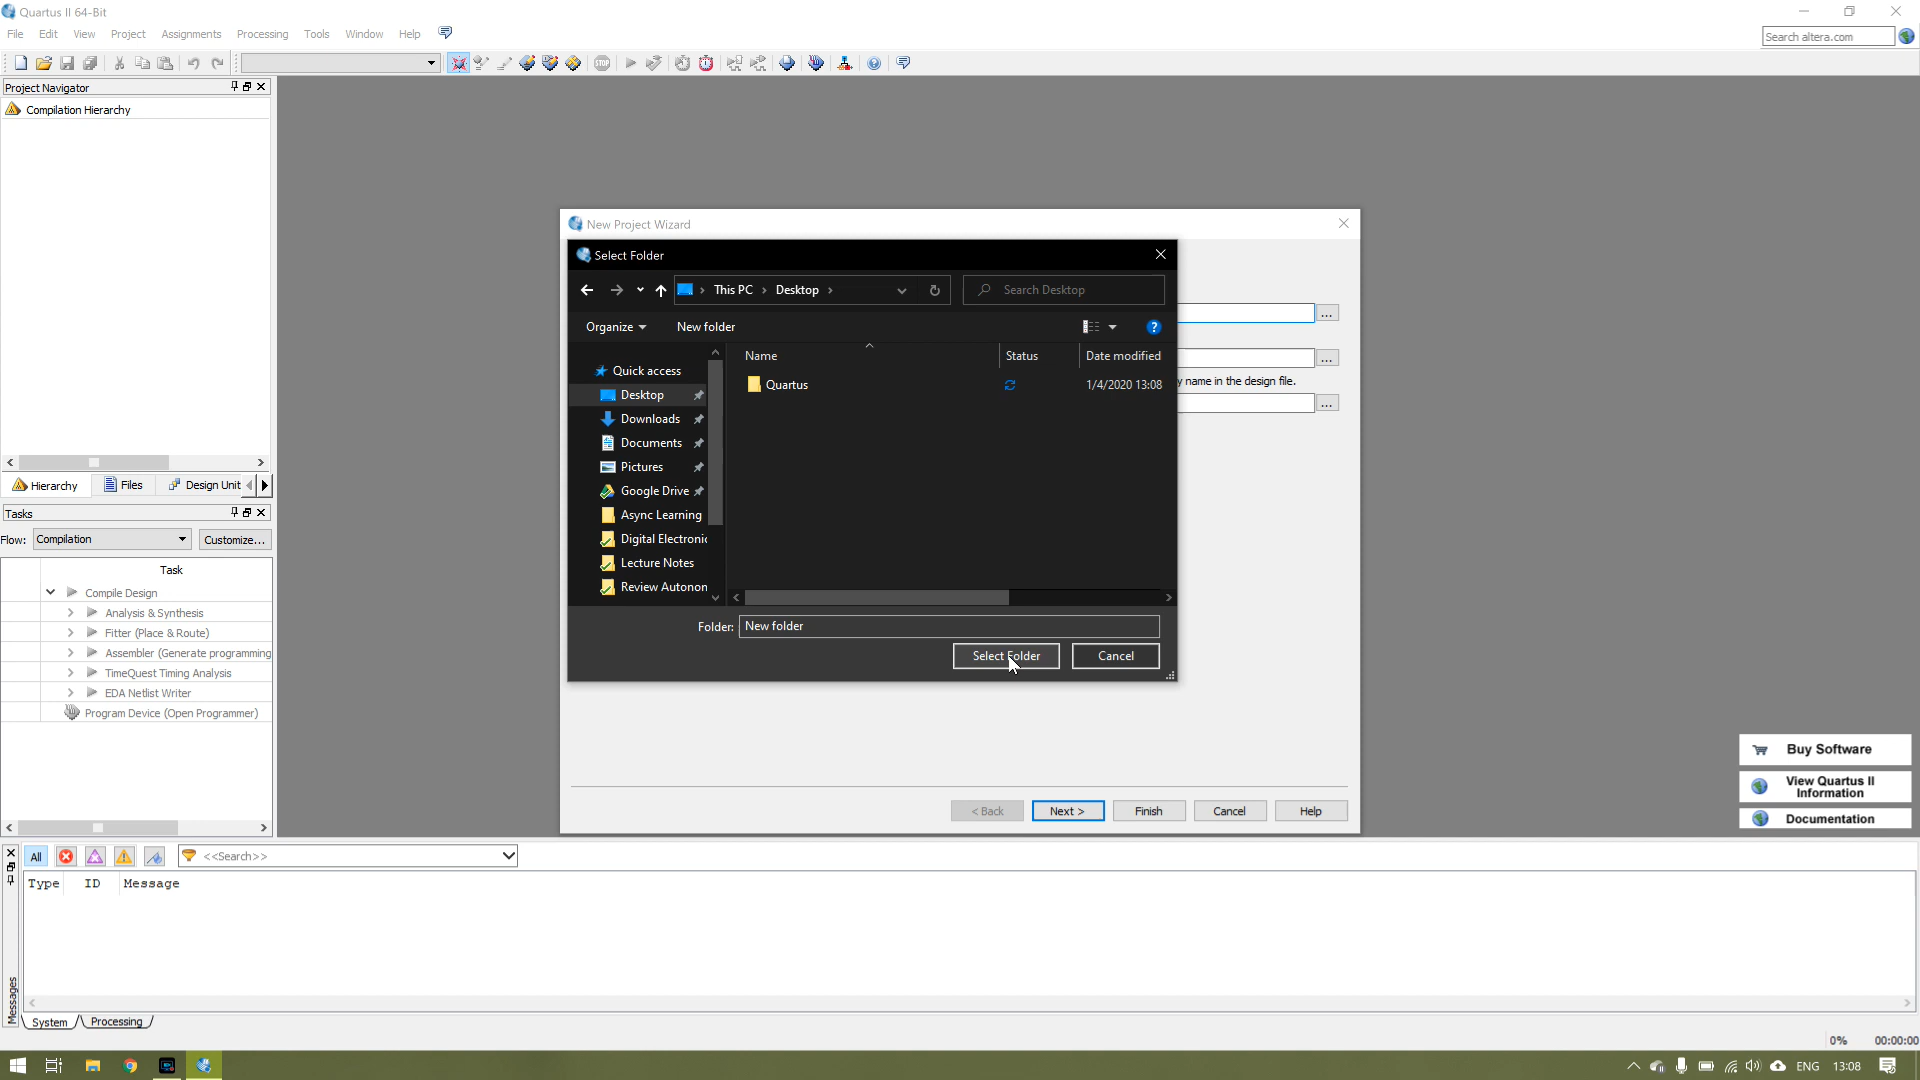 Quartus II 64-Bit
File Edit View Project Assignments Processing Tools Window Help
Search altera.com
Project Navigator
Compilation Hierarchy
Hierarchy Files Design Unit
Tasks
Flow: Compilation Customize...
Task
Compile Design
Analysis & Synthesis
Fitter (Place & Route)
Assembler (Generate programming
TimeQuest Timing Analysis
EDA Netlist Writer
Program Device (Open Programmer)
New Project Wizard
Select Folder
This PC > Desktop >
Search Desktop
Organize New folder
?
Name Status Date modified
Quartus 1/4/2020 13:08
Quick access
Desktop
Downloads
Documents
Pictures
Google Drive
Async Learning
Digital Electronic
Lecture Notes
Review Autonon
Folder: New folder
Select Folder Cancel
...
...
y name in the design file.
...
< Back Next > Finish Cancel Help
Buy Software
View Quartus II
Information
Documentation
All <<Search>>
Type ID Message
Messages
System Processing
0% 00:00:00
ENG 13:08